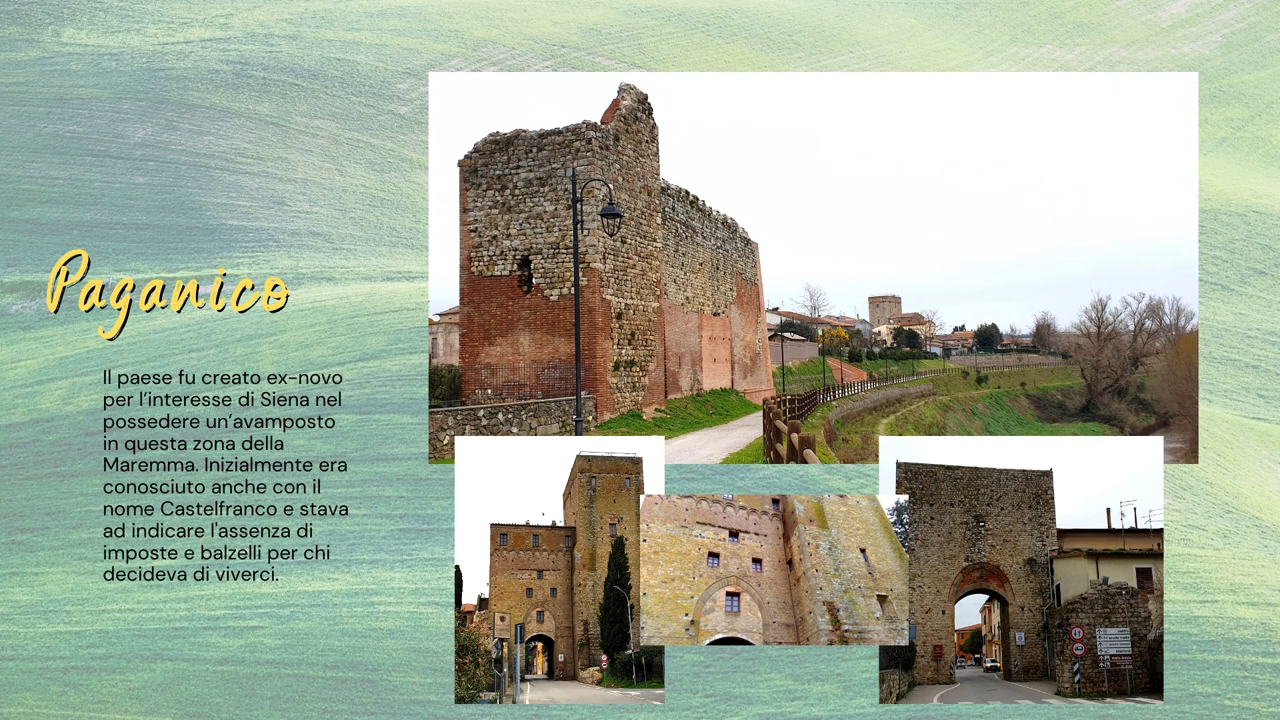 Paganico
Il paese fu creato ex-novo
per l’interesse di Siena nel
possedere un’avamposto
in questa zona della
Maremma. Inizialmente era
conosciuto anche con il
nome Castelfranco e stava
ad indicare l'assenza di
imposte e balzelli per chi
decideva di viverci.